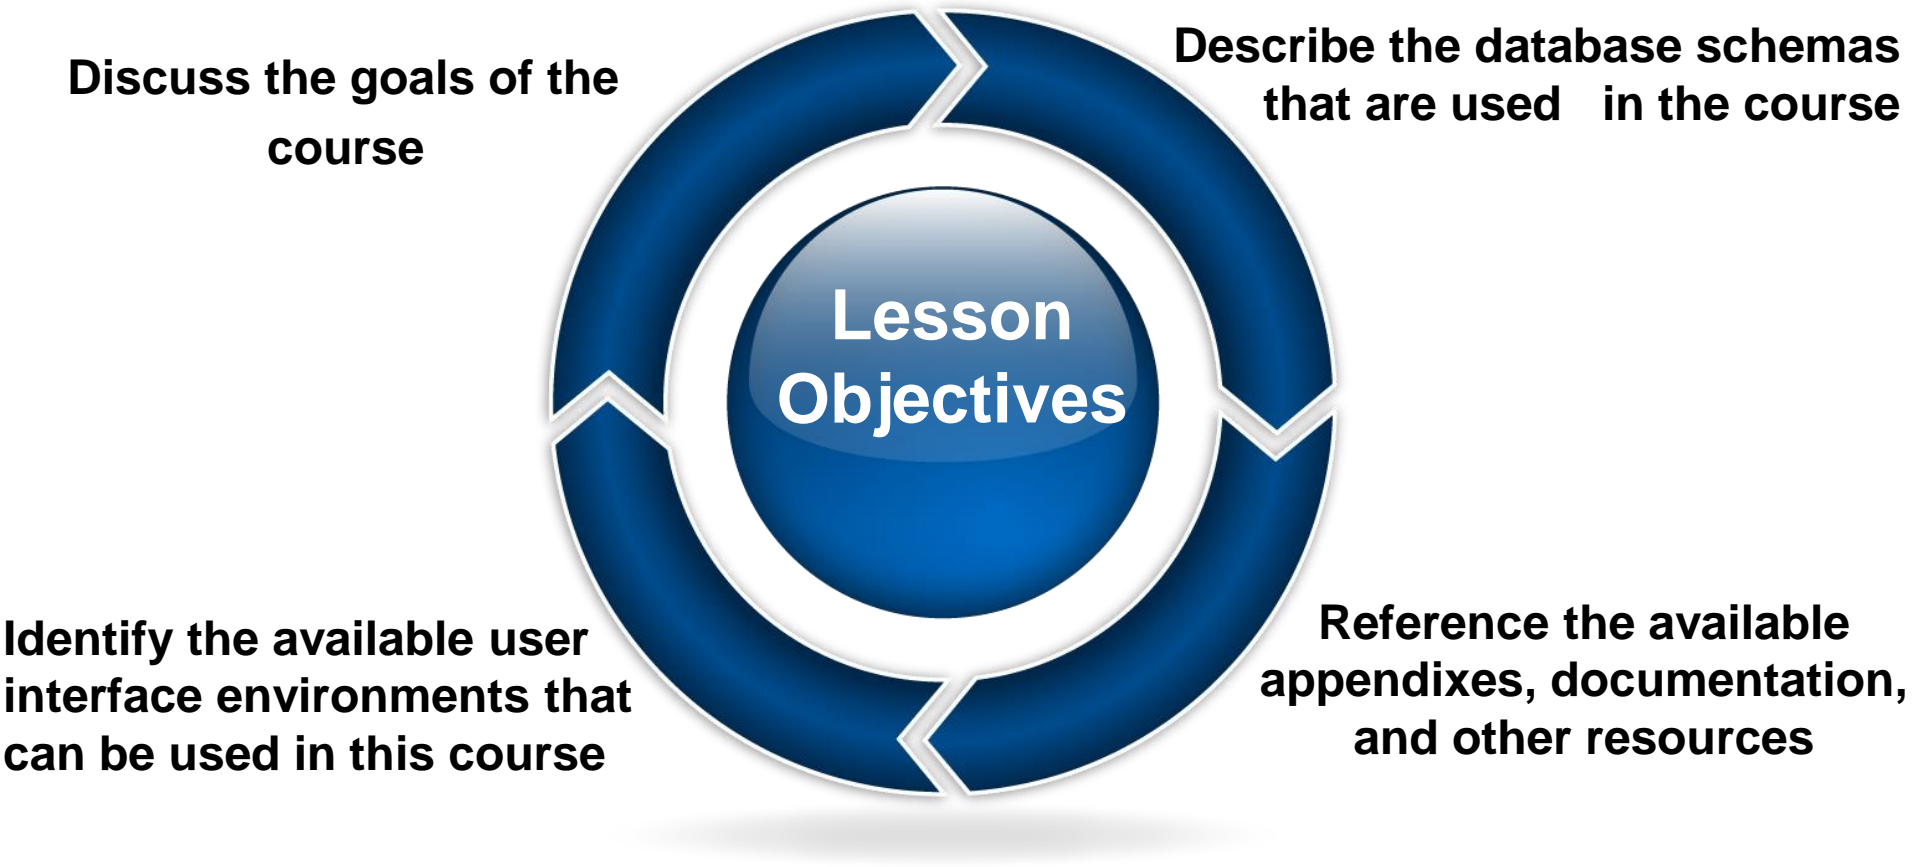 Discuss the goals of the
course
Describe the database schemas
that are used   in the course
Lesson
Objectives
Identify the available user
interface environments that
can be used in this course
Reference the available
appendixes, documentation,
and other resources